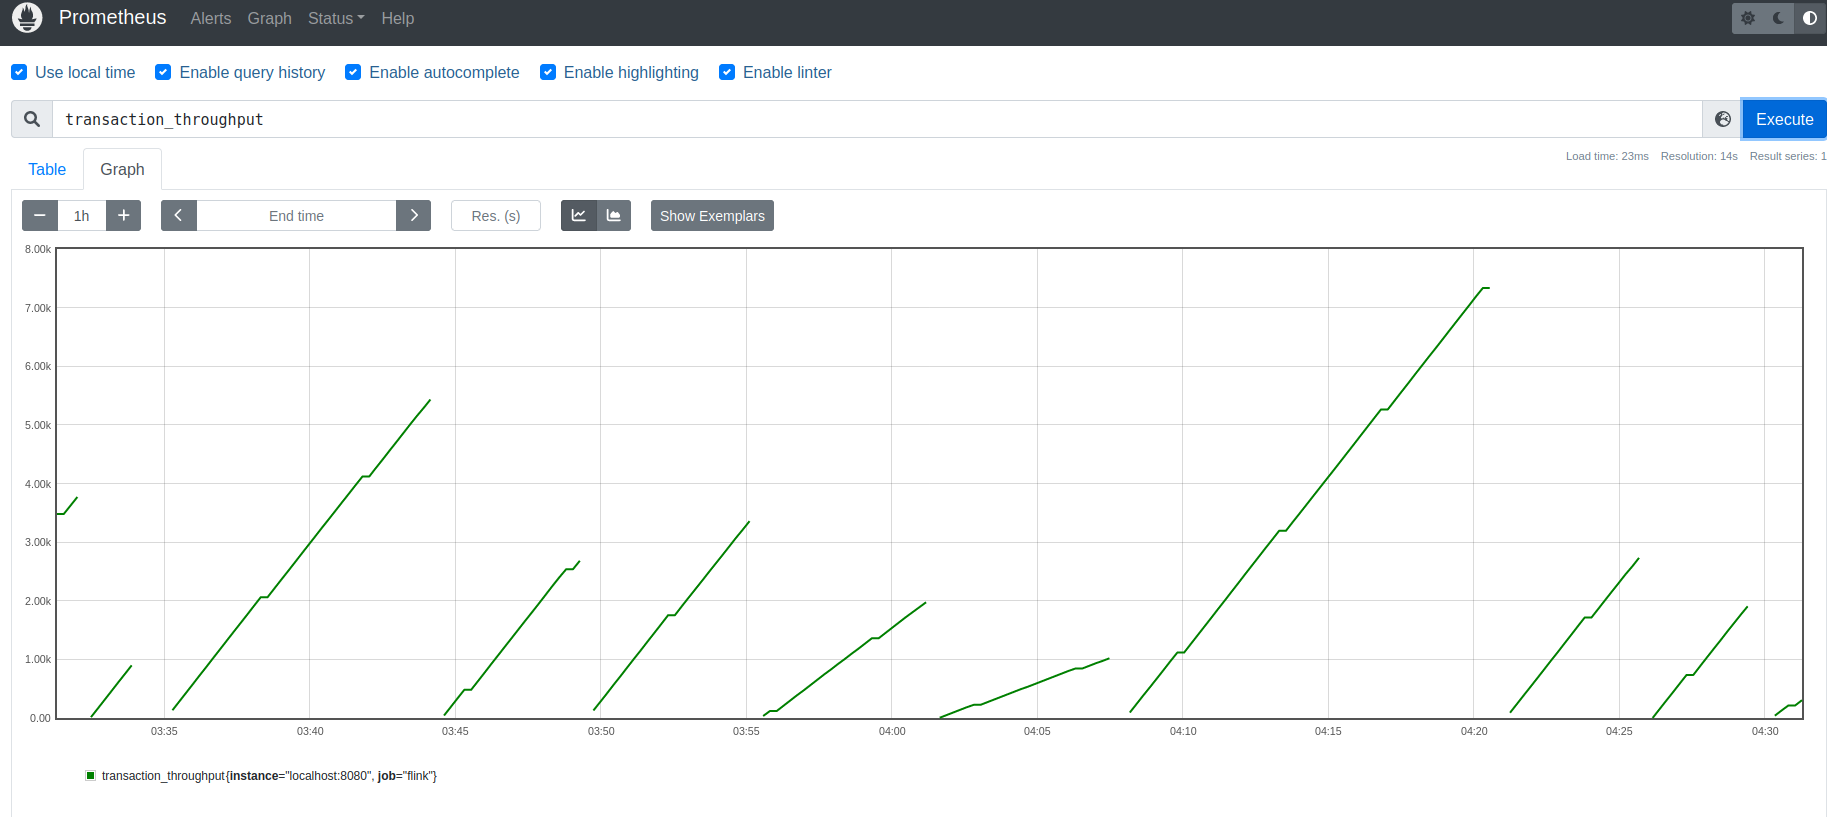 Prometheus Alerts Graph Status Help
Use local time Enable query history Enable autocomplete Enable highlighting Enable linter
transaction_throughput Execute
Table Graph Load time: 23ms Resolution: 14s Result series: 1
1h End time Res. (s) Show Exemplars
8.00k
7.00k
6.00k
5.00k
4.00k
3.00k
2.00k
1.00k
0.00
03:35 03:40 03:45 03:50 03:55 04:00 04:05 04:10 04:15 04:20 04:25 04:30
transaction_throughput{instance="localhost:8080", job="flink"}